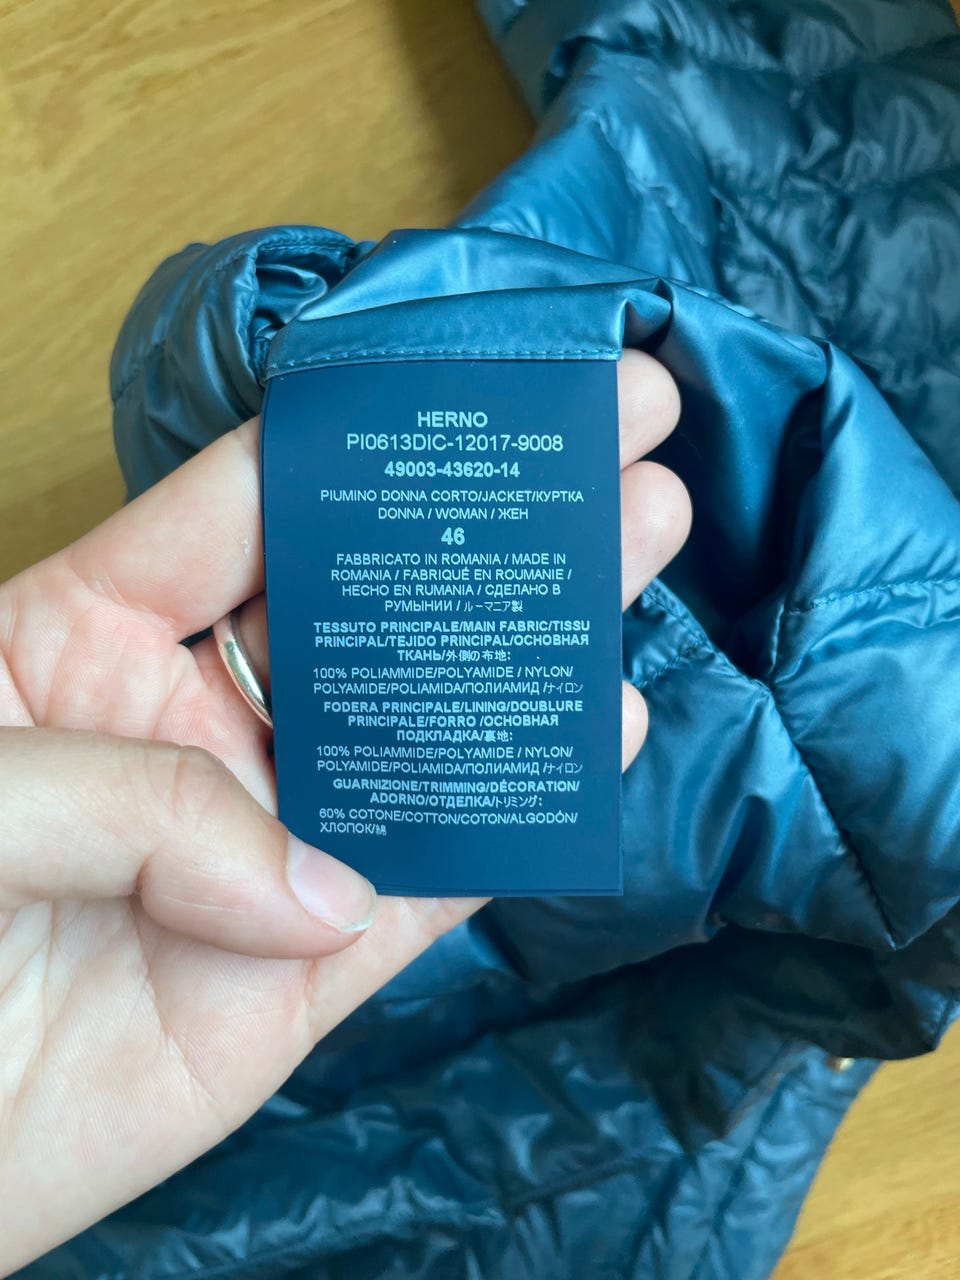 HERNO
PI0613DIC-12017-9008
49003-43620-14
PIUMINO DONNA CORTO/JACKET/КУРТКА
DONNA / WOMAN / ЖЕН
46
FABBRICATO IN ROMANIA / MADE IN
ROMANIA / FABRIQUÉ EN ROUMANIE /
HECHO EN RUMANIA / СДЕЛАНО В
РУМЫНИИ / ルーマニア製
TESSUTO PRINCIPALE/MAIN FABRIC/TISSU
PRINCIPAL/TEJIDO PRINCIPAL/ОСНОВНАЯ
ТКАНЬ/外側の布地:
100% POLIAMMIDE/POLYAMIDE / NYLON/
POLYAMIDE/POLIAMIDA/ПОЛИАМИД /ナイロン
FODERA PRINCIPALE/LINING/DOUBLURE
PRINCIPALE/FORRO /ОСНОВНАЯ
ПОДКЛАДКА/裏地:
100% POLIAMMIDE/POLYAMIDE / NYLON/
POLYAMIDE/POLIAMIDA/ПОЛИАМИД /ナイロン
GUARNIZIONE/TRIMMING/DÉCORATION/
ADORNO/ОТДЕЛКА/トリミング:
60% COTONE/COTTON/COTON/ALGODÓN/
ХЛОПОК/綿